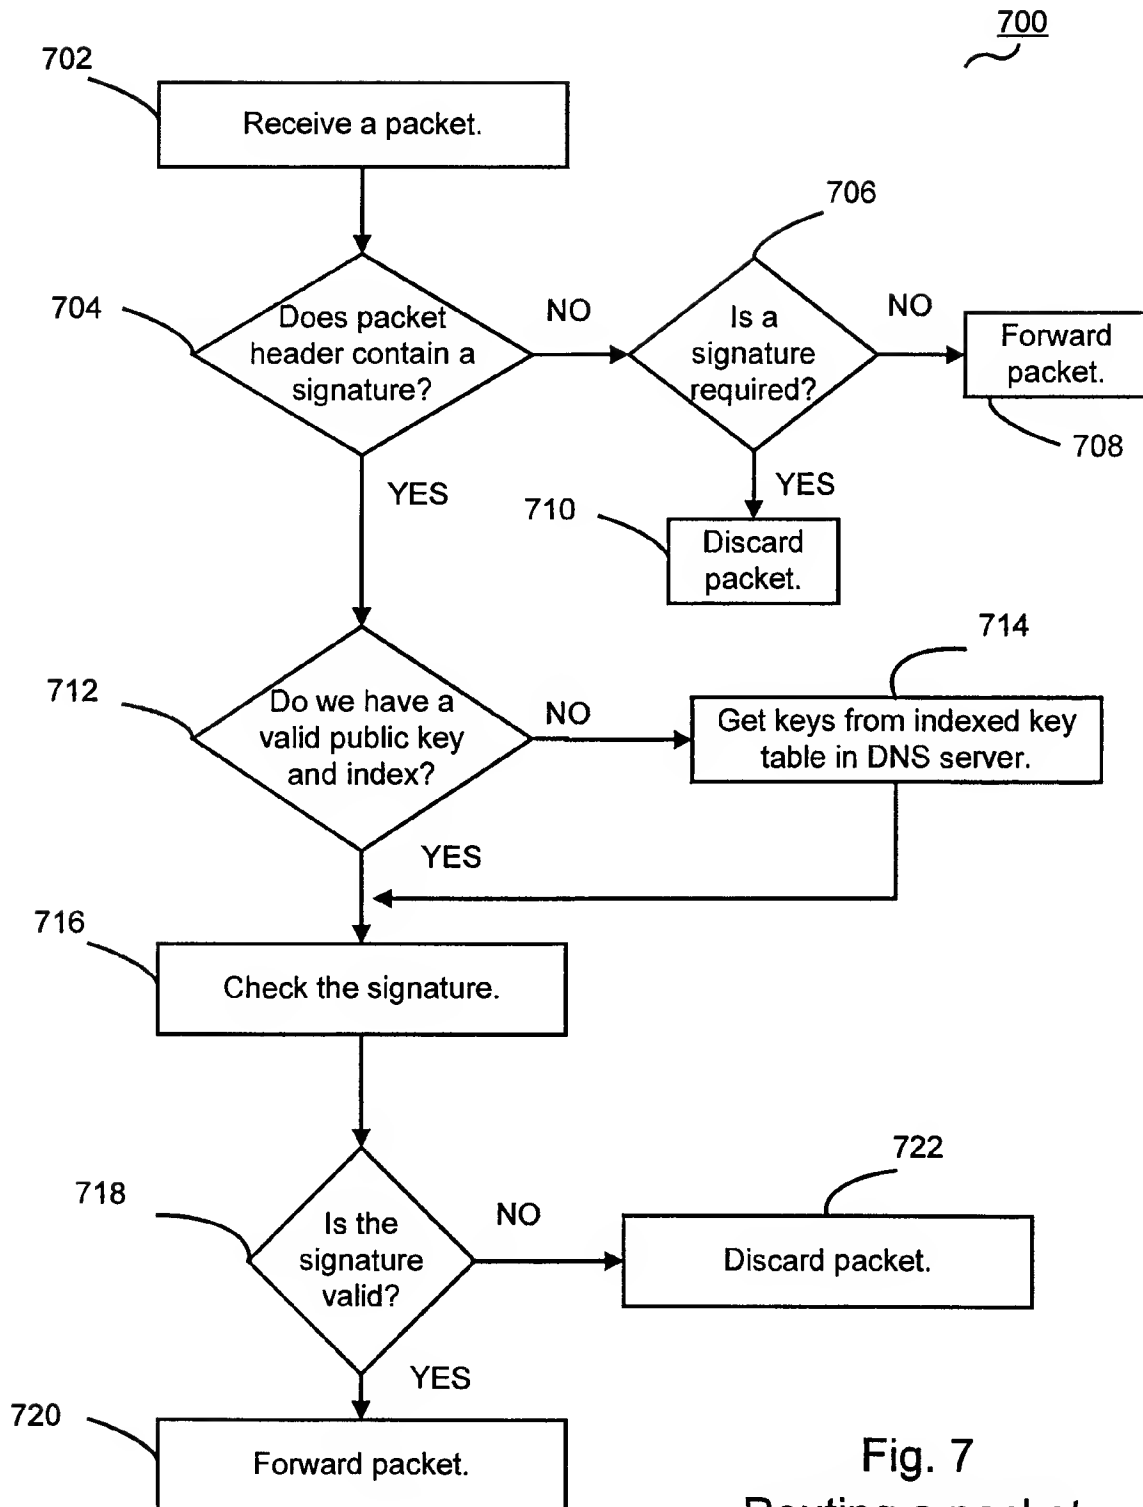 700
702
Receive a packet.
706
704
Does packet
header contain a
signature?
NO
Is a
signature
required?
NO
Forward
packet.
708
YES
YES
710
Discard
packet.
714
712
Do we have a
valid public key
and index?
NO
Get keys from indexed key
table in DNS server.
YES
716
Check the signature.
722
718
Is the
signature
valid?
NO
Discard packet.
YES
720
Forward packet.
Fig. 7
Routing a packet